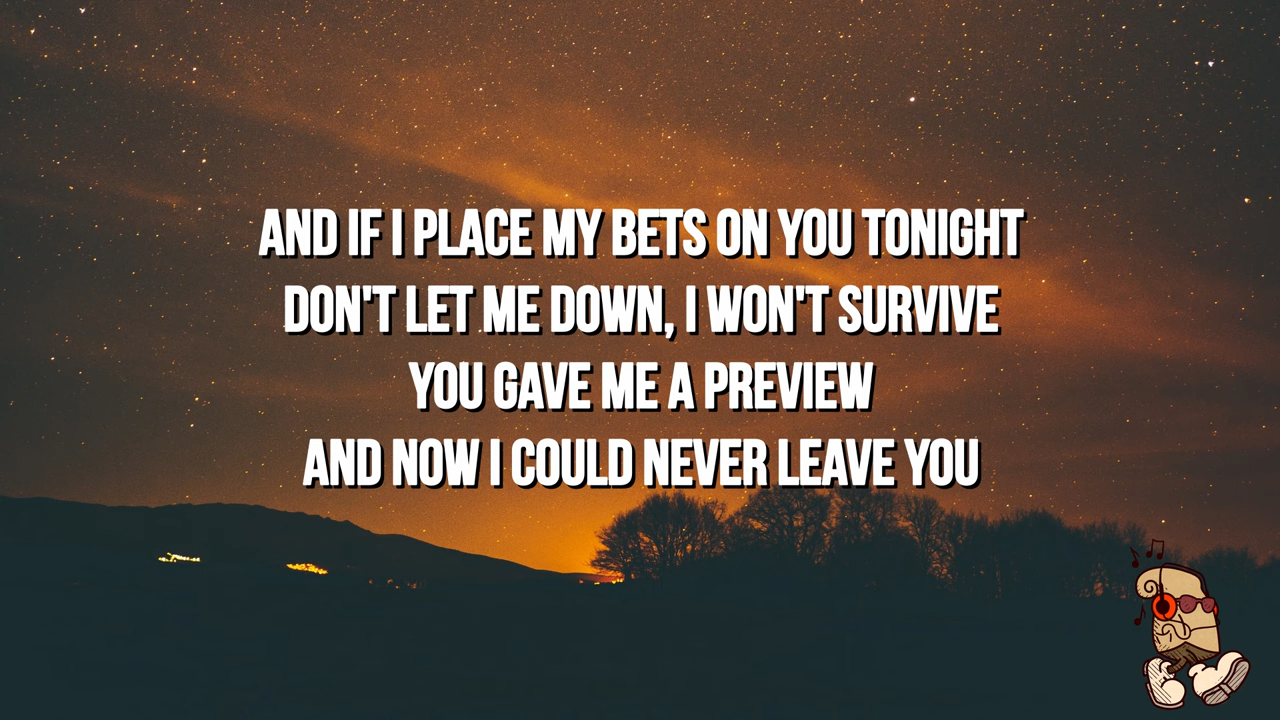 AND IF I PLACE MY BETS ON YOU TONIGHT
DON'T LET ME DOWN, I WON'T SURVIVE
YOU GAVE ME A PREVIEW
AND NOW I COULD NEVER LEAVE YOU